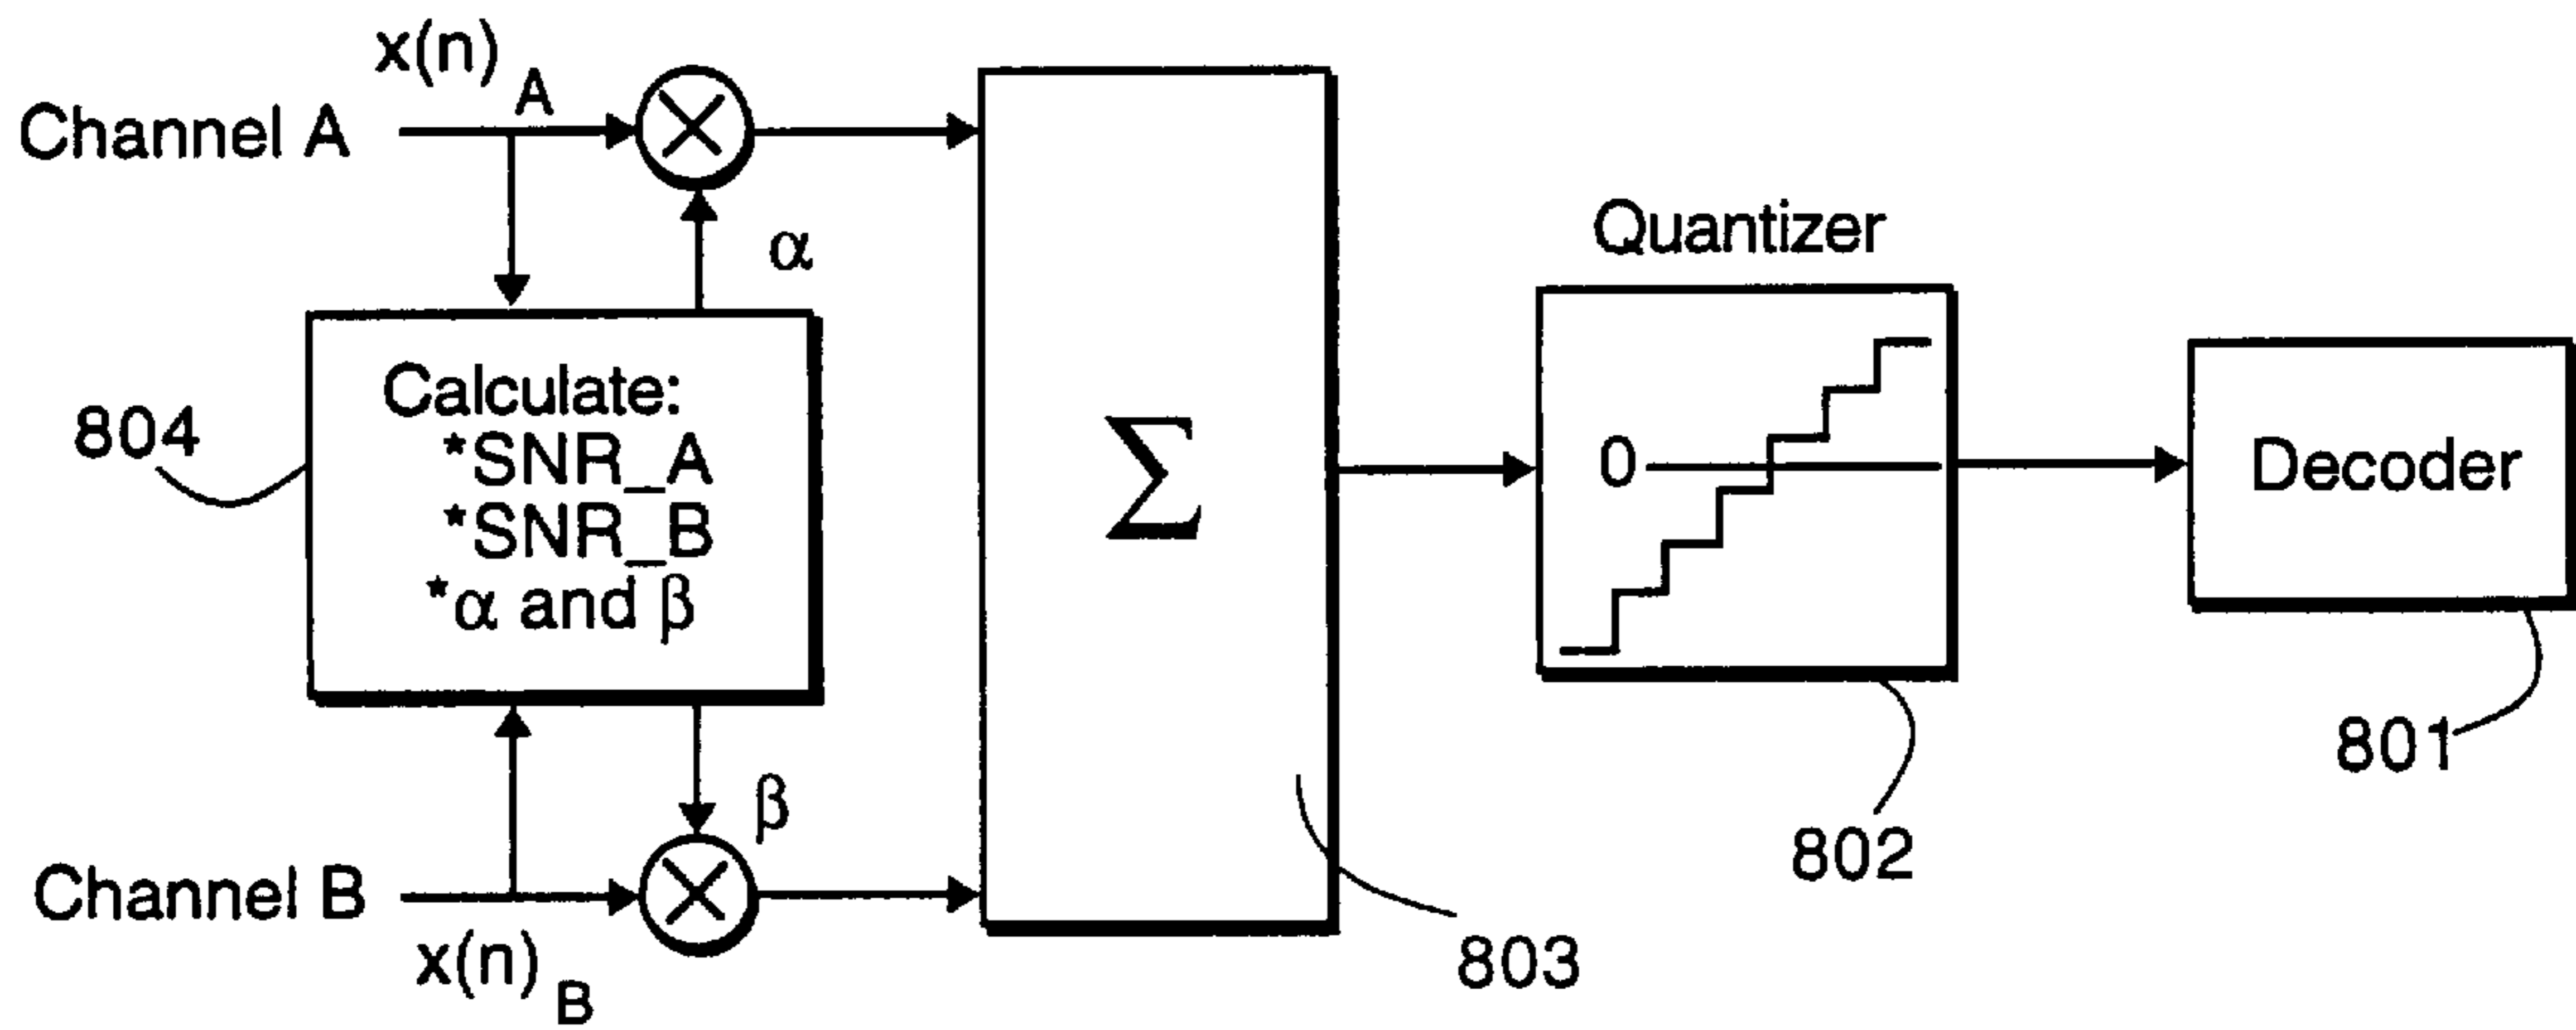 x(n) A
Channel A
α
Quantizer
Calculate:
*SNR_A
*SNR_B
*α and β
804
Σ
0
Decoder
801
β
802
Channel B
803
x(n) B